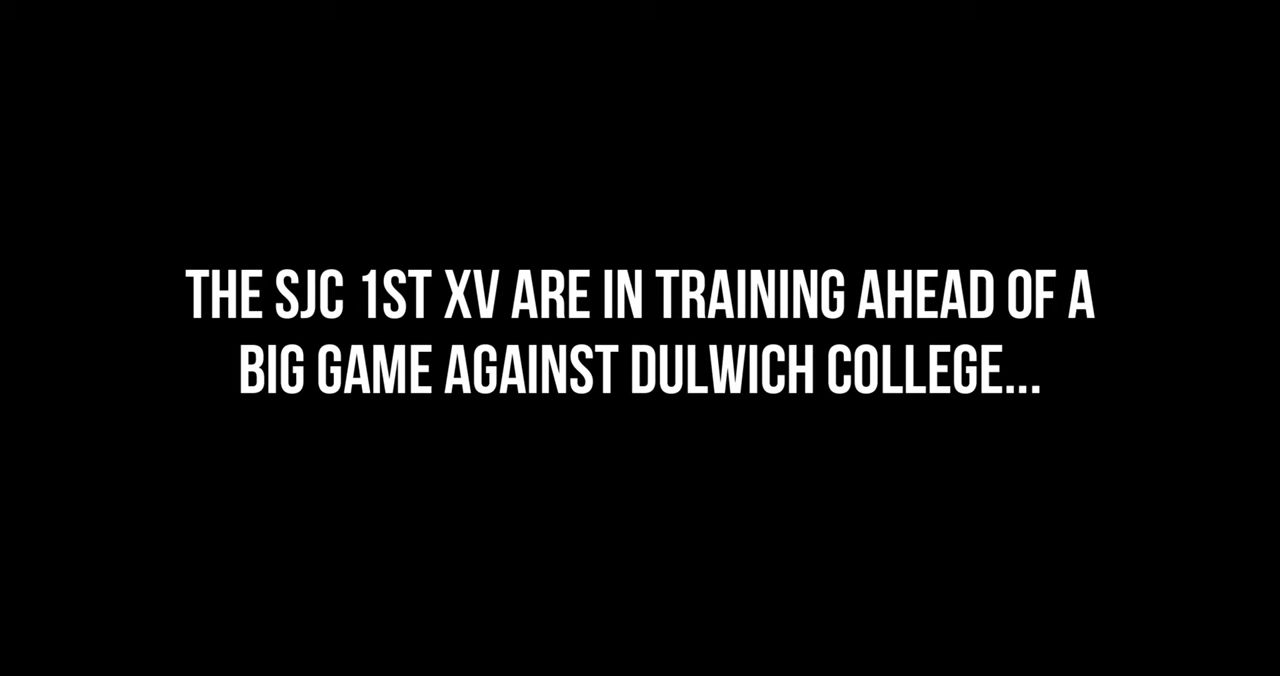 THE SJC 1ST XV ARE IN TRAINING AHEAD OF A
BIG GAME AGAINST DULWICH COLLEGE...